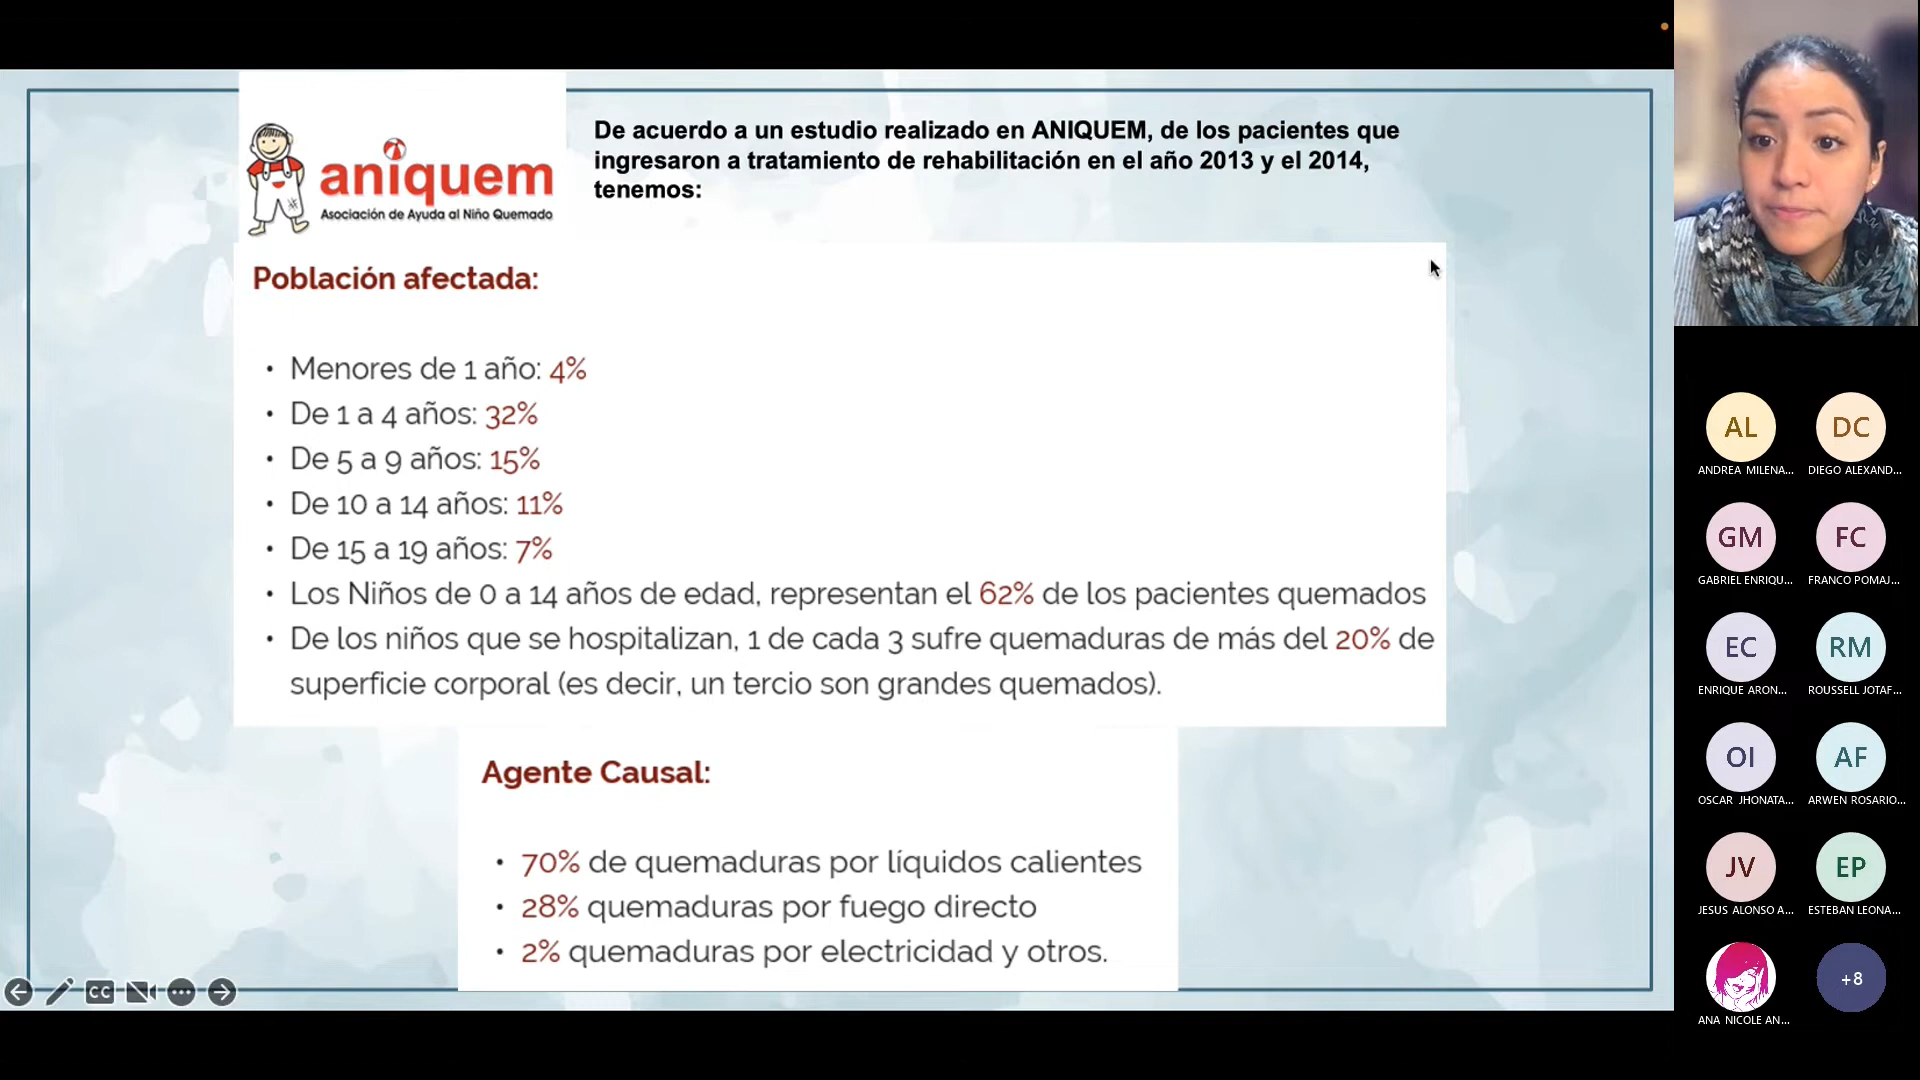 De acuerdo a un estudio realizado en ANIQUEM, de los pacientes que
ingresaron a tratamiento de rehabilitación en el año 2013 y el 2014,
tenemos:
aniquem
Asociación de Ayuda al Niño Quemado
Población afectada:
• Menores de 1 año: 4%
• De 1 a 4 años: 32%
• De 5 a 9 años: 15%
• De 10 a 14 años: 11%
• De 15 a 19 años: 7%
• Los Niños de 0 a 14 años de edad, representan el 62% de los pacientes quemados
• De los niños que se hospitalizan, 1 de cada 3 sufre quemaduras de más del 20% de
superficie corporal (es decir, un tercio son grandes quemados).
Agente Causal:
• 70% de quemaduras por líquidos calientes
• 28% quemaduras por fuego directo
• 2% quemaduras por electricidad y otros.
CC
AL
DC
ANDREA MILENA...
DIEGO ALEXAND...
GM
FC
GABRIEL ENRIQU...
FRANCO POMAJ...
EC
RM
ENRIQUE ARON...
ROUSSELL JOTAF...
OI
AF
OSCAR JHONATA...
ARWEN ROSARIO...
JV
EP
JESUS ALONSO A...
ESTEBAN LEONA...
+8
ANA NICOLE AN...